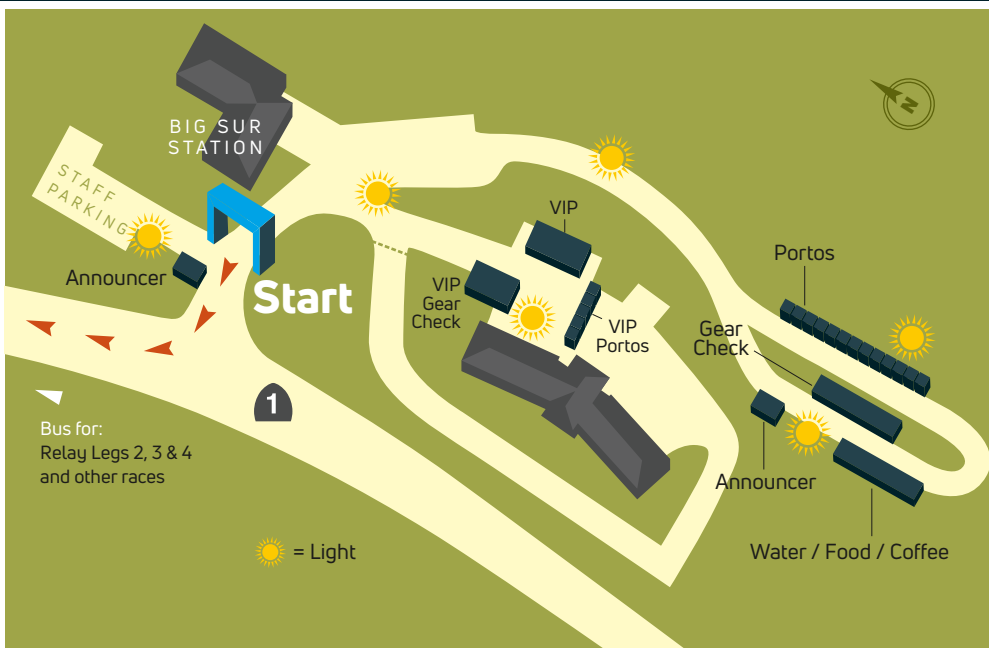 BIG SUR
STATION
N
STAFF
PARKING
VIP
Announcer
Start
VIP
Gear
Check
VIP
Portos
Portos
Gear
Check
1
Bus for:
Relay Legs 2, 3 & 4
and other races
Announcer
= Light
Water / Food / Coffee